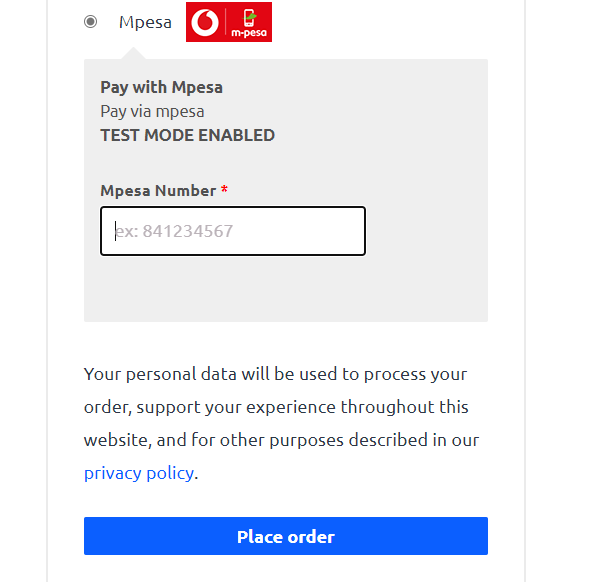 Mpesa
m-pesa
Pay with Mpesa
Pay via mpesa
TEST MODE ENABLED
Mpesa Number *
ex: 841234567
Your personal data will be used to process your
order, support your experience throughout this
website, and for other purposes described in our
privacy policy.
Place order